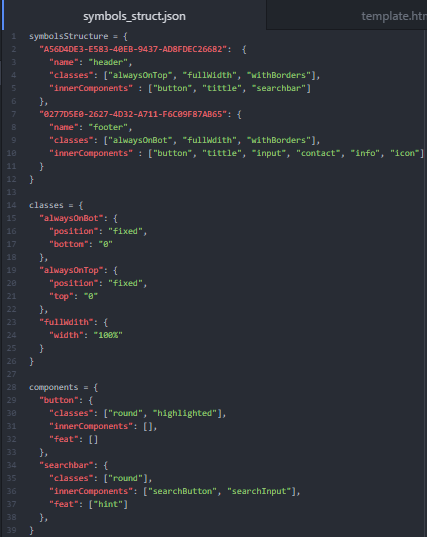 symbols_struct.json
template.htm
1 symbolsStructure = {
2 "A56D4DE3-E583-40EB-9437-AD8FDEC26682": {
3 "name": "header",
4 "classes": ["alwaysOnTop", "fullWidth", "withBorders"],
5 "innerComponents" : ["button", "tittle", "searchbar"]
6 },
7 "0277D5E0-2627-4D32-A711-F6C09F87AB65": {
8 "name": "footer",
9 "classes": ["alwaysOnBot", "fullWdith", "withBorders"],
10 "innerComponents" : ["button", "tittle", "input", "contact", "info", "icon"]
11 }
12 }
13
14 classes = {
15 "alwaysOnBot": {
16 "position": "fixed",
17 "bottom": "0"
18 },
19 "alwaysOnTop": {
20 "position": "fixed",
21 "top": "0"
22 },
23 "fullWdith": {
24 "width": "100%"
25 }
26 }
27
28 components = {
29 "button": {
30 "classes": ["round", "highlighted"],
31 "innerComponents": [],
32 "feat": []
33 },
34 "searchbar": {
35 "classes": ["round"],
36 "innerComponents": ["searchButton", "searchInput"],
37 "feat": ["hint"]
38 },
39 }